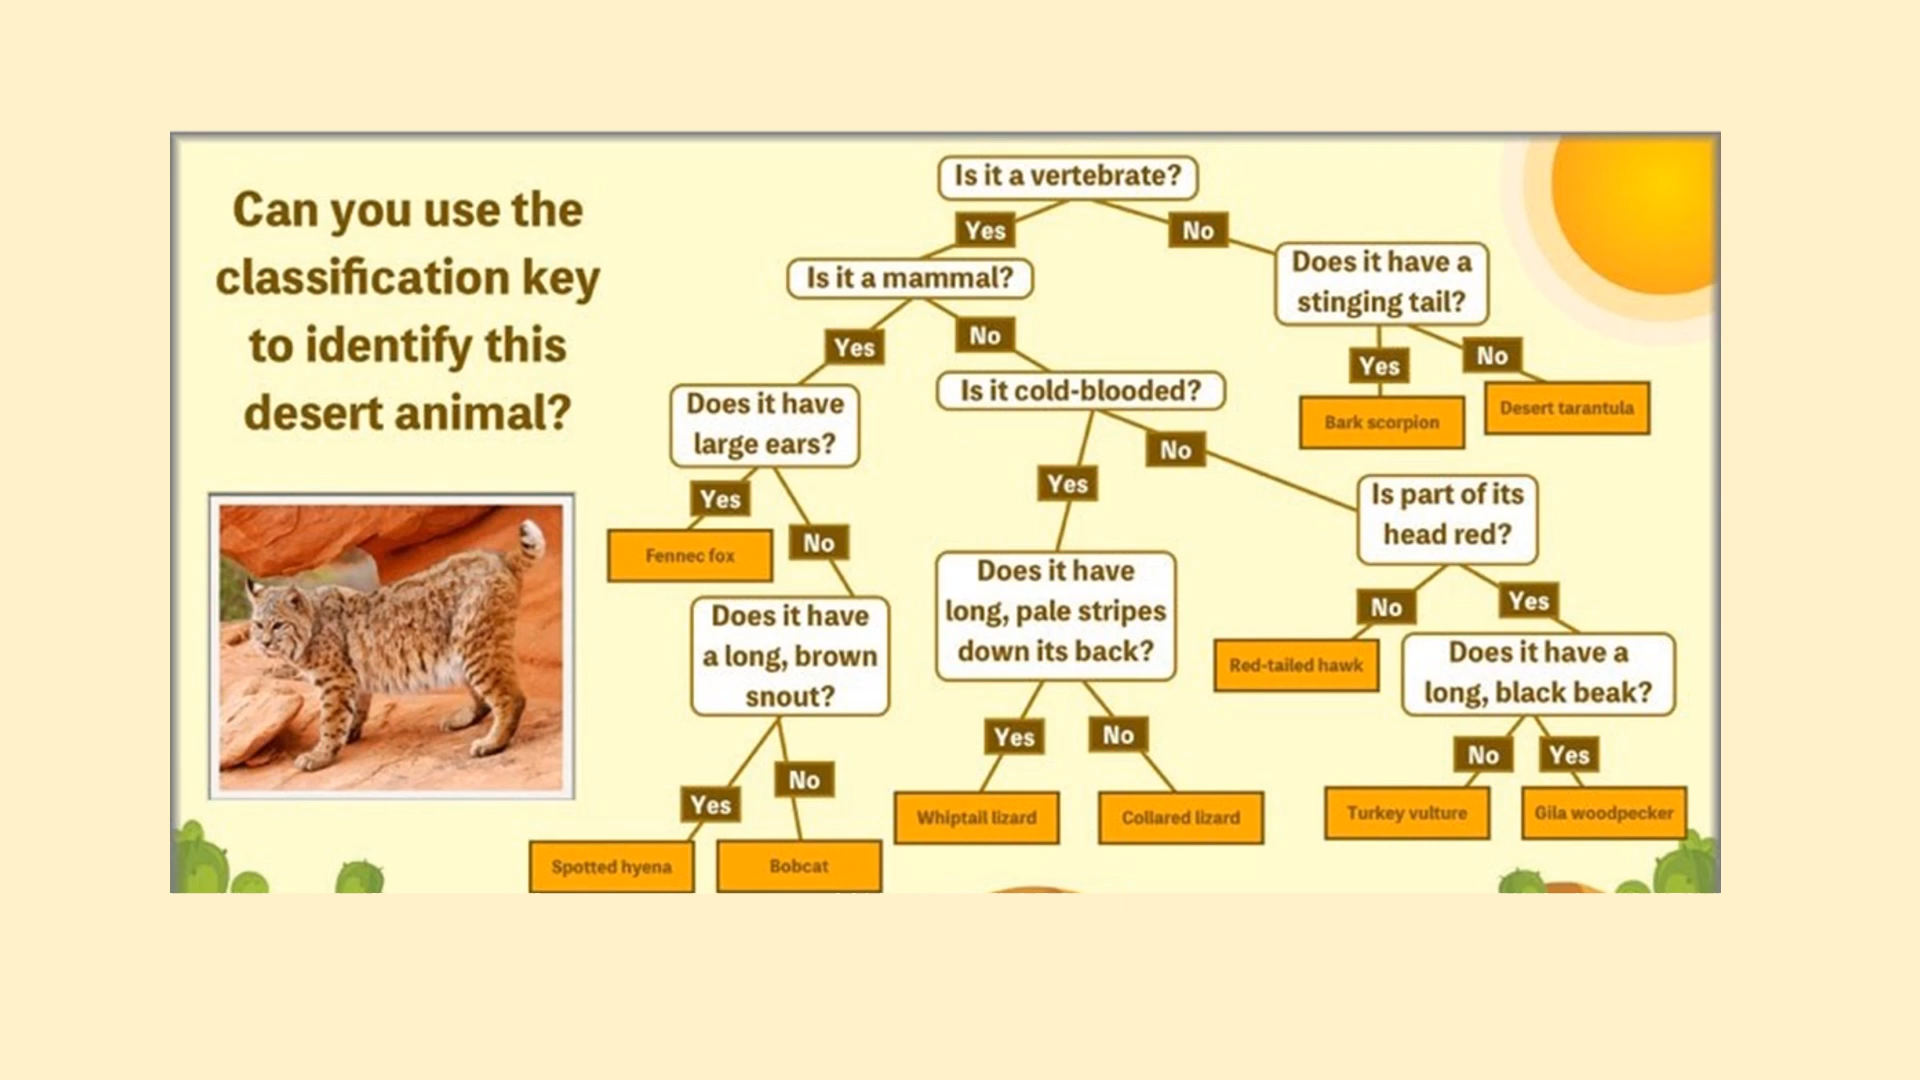 Can you use the
classification key
to identify this
desert animal?
Is it a vertebrate?
Yes
No
Is it a mammal?
Does it have a
stinging tail?
Yes
No
Yes
No
Bark scorpion
Desert tarantula
Does it have
large ears?
Is it cold-blooded?
Yes
No
Yes
No
Fennec fox
Does it have
a long, brown
snout?
Does it have
long, pale stripes
down its back?
Is part of its
head red?
No
Yes
Red-tailed hawk
Does it have a
long, black beak?
Yes
No
Yes
No
No
Yes
Spotted hyena
Bobcat
Whiptail lizard
Collared lizard
Turkey vulture
Gila woodpecker